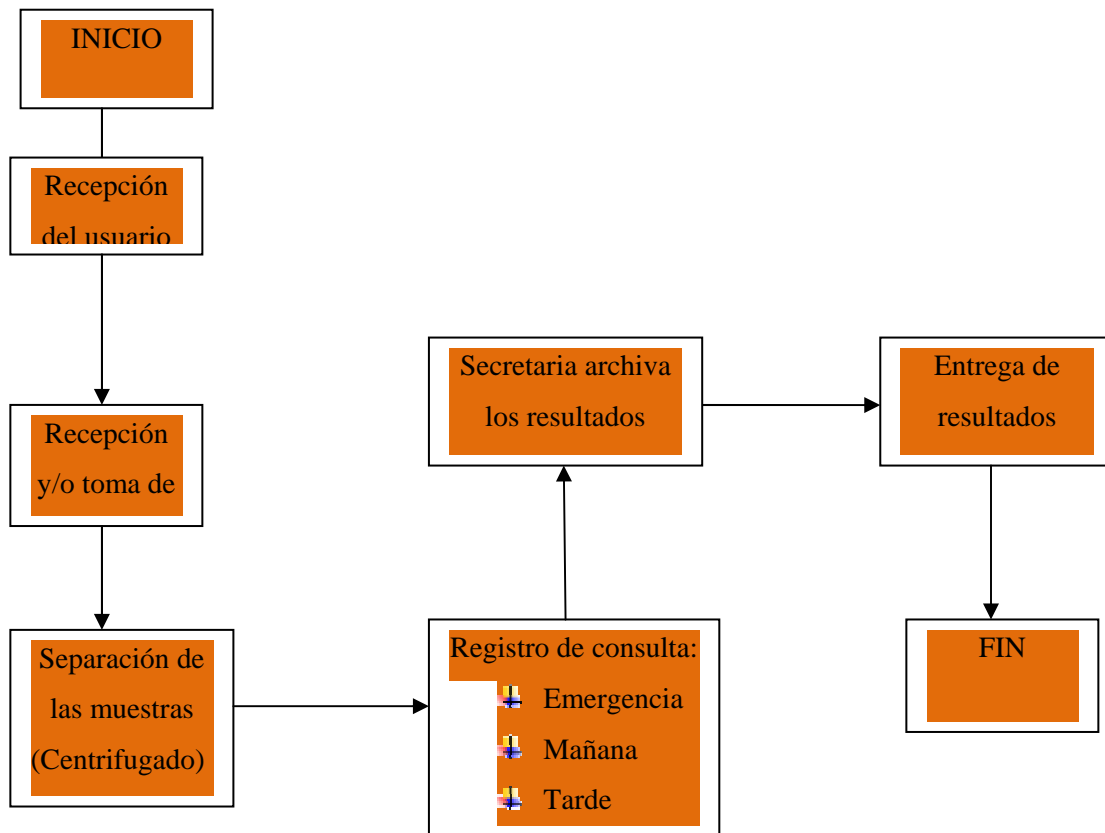 INICIO
Recepción
del usuario
Recepción
y/o toma de
Separación de
las muestras
(Centrifugado)
Registro de consulta:
Emergencia
Mañana
Tarde
Secretaria archiva
los resultados
Entrega de
resultados
FIN